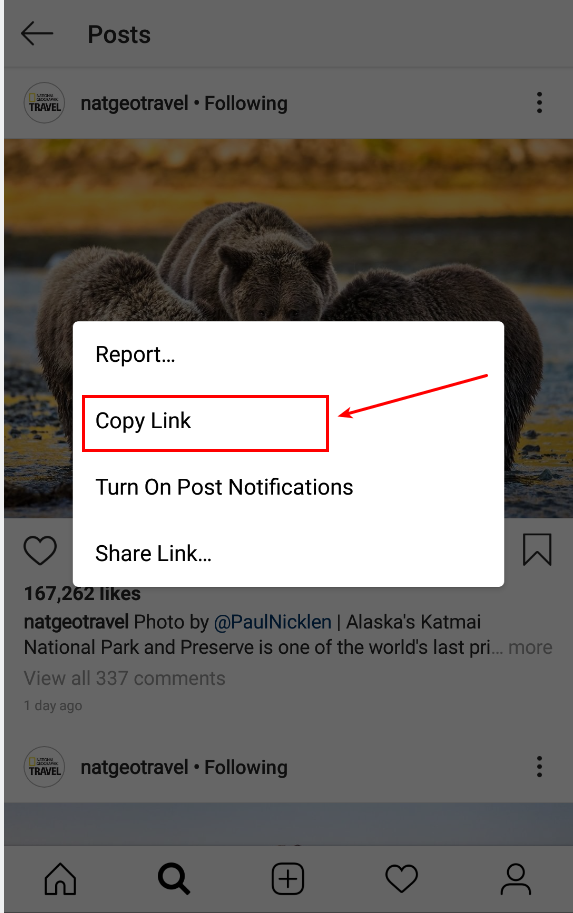 Posts
NATIONAL
GEOGRAPHIC
TRAVEL
natgeotravel • Following
Report...
Copy Link
Turn On Post Notifications
Share Link...
167,262 likes
natgeotravel Photo by @PaulNicklen | Alaska's Katmai
National Park and Preserve is one of the world's last pri... more
View all 337 comments
1 day ago
NATIONAL
GEOGRAPHIC
TRAVEL
natgeotravel • Following